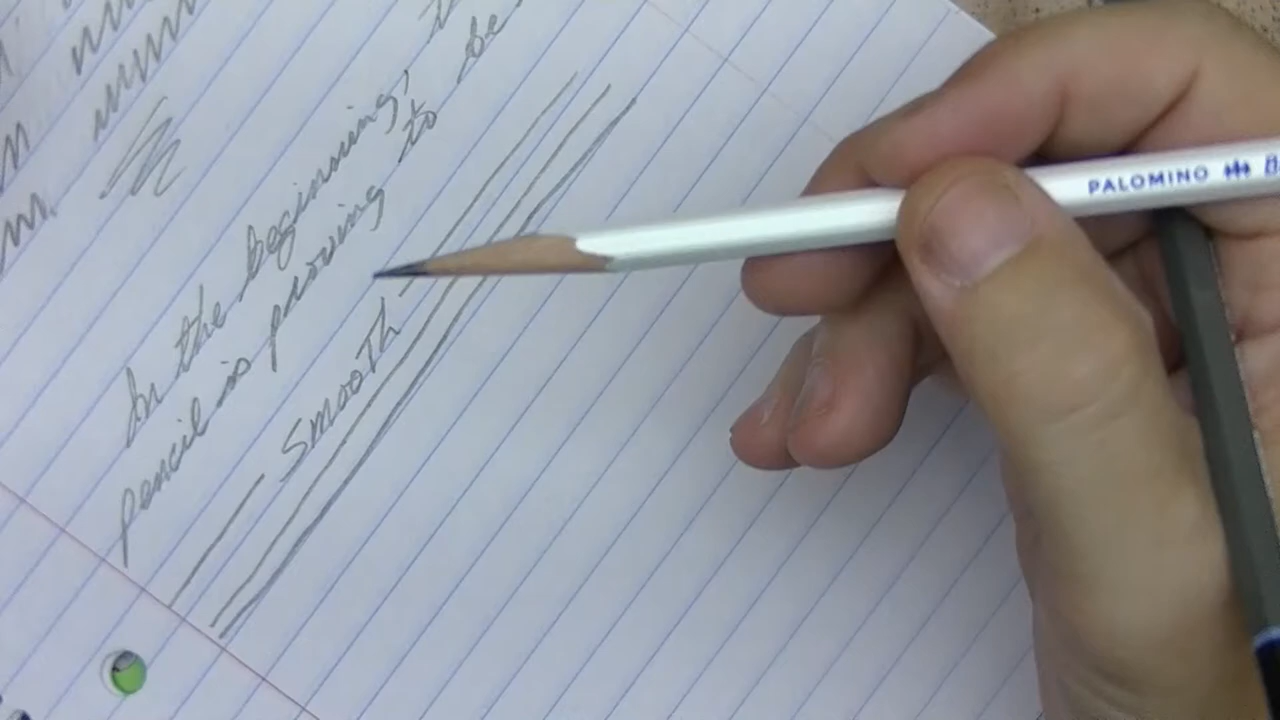 In the beginning,
pencil is proving to be
Smooth
PALOMINO